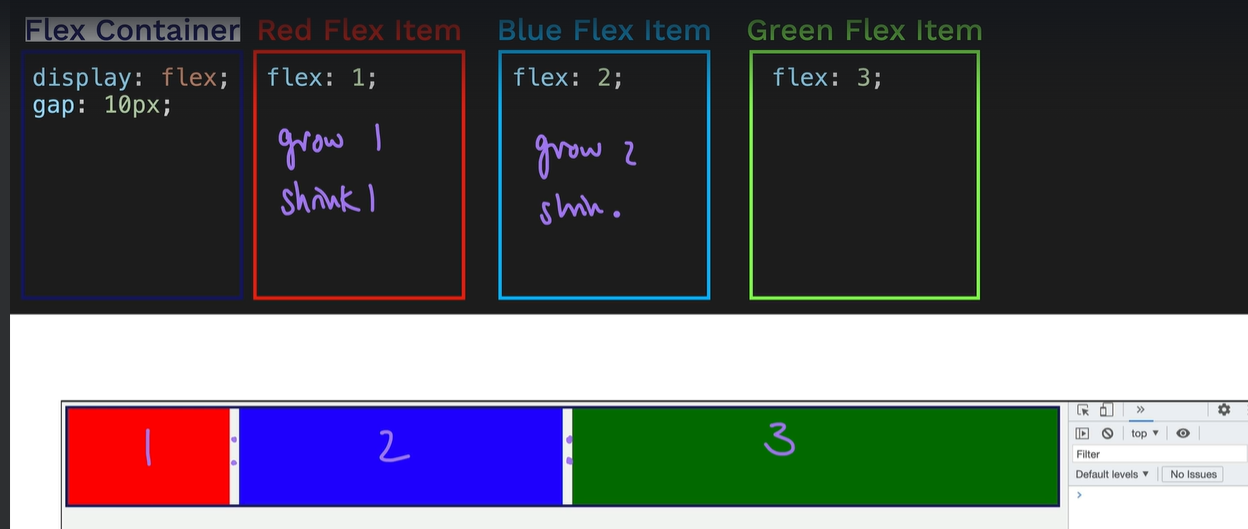 Flex Container
Red Flex Item
Blue Flex Item
Green Flex Item
display: flex;
gap: 10px;
flex: 1;
grow 1
shrink 1
flex: 2;
grow 2
flex: 3;
1
2
3
top
Filter
Default levels
No Issues